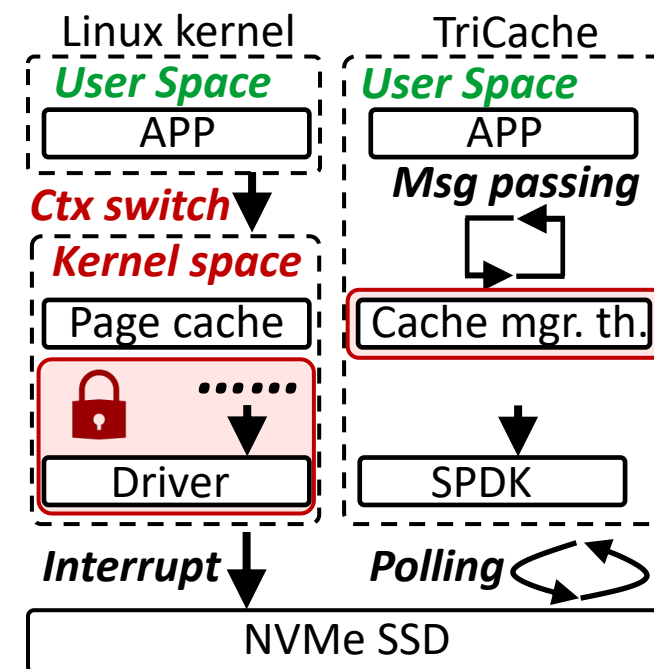 Linux kernel
User Space
APP
Ctx switch
Kernel space
Page cache
......
Driver
Interrupt
TriCache
User Space
APP
Msg passing
Cache mgr. th.
SPDK
Polling
NVMe SSD